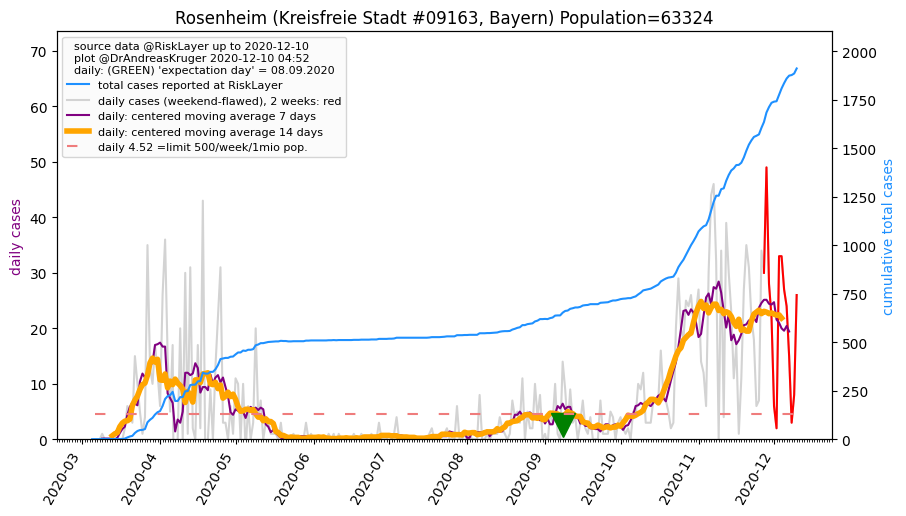 Rosenheim (Kreisfreie Stadt #09163, Bayern) Population=63324
source data @RiskLayer up to 2020-12-10
plot @DrAndreasKruger 2020-12-10 04:52
daily: (GREEN) 'expectation day' = 08.09.2020
total cases reported at RiskLayer
daily cases (weekend-flawed), 2 weeks: red
daily: centered moving average 7 days
daily: centered moving average 14 days
daily 4.52 =limit 500/week/1mio pop.
daily cases
70
60
50
40
30
20
10
0
cumulative total cases
2000
1750
1500
1250
1000
750
500
250
0
2020-03
2020-04
2020-05
2020-06
2020-07
2020-08
2020-09
2020-10
2020-11
2020-12